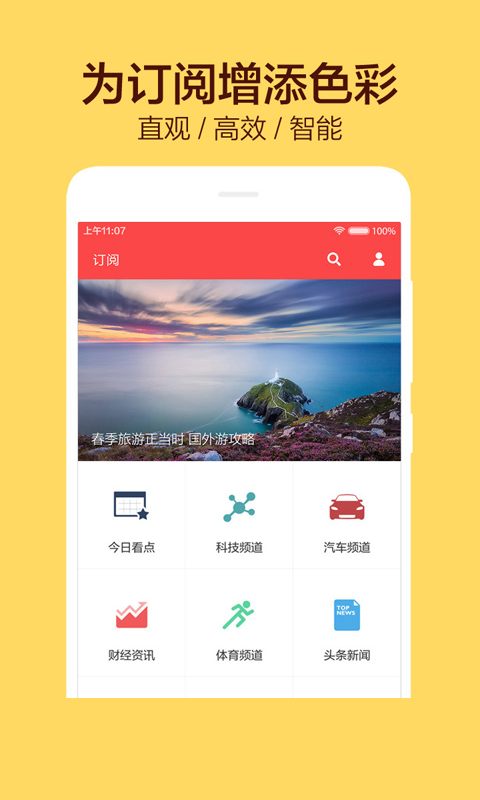 为订阅增添色彩
直观 / 高效 / 智能
上午11:07
100%
订阅
春季旅游正当时 国外游攻略
今日看点
科技频道
汽车频道
TOP
NEWS
财经资讯
体育频道
头条新闻